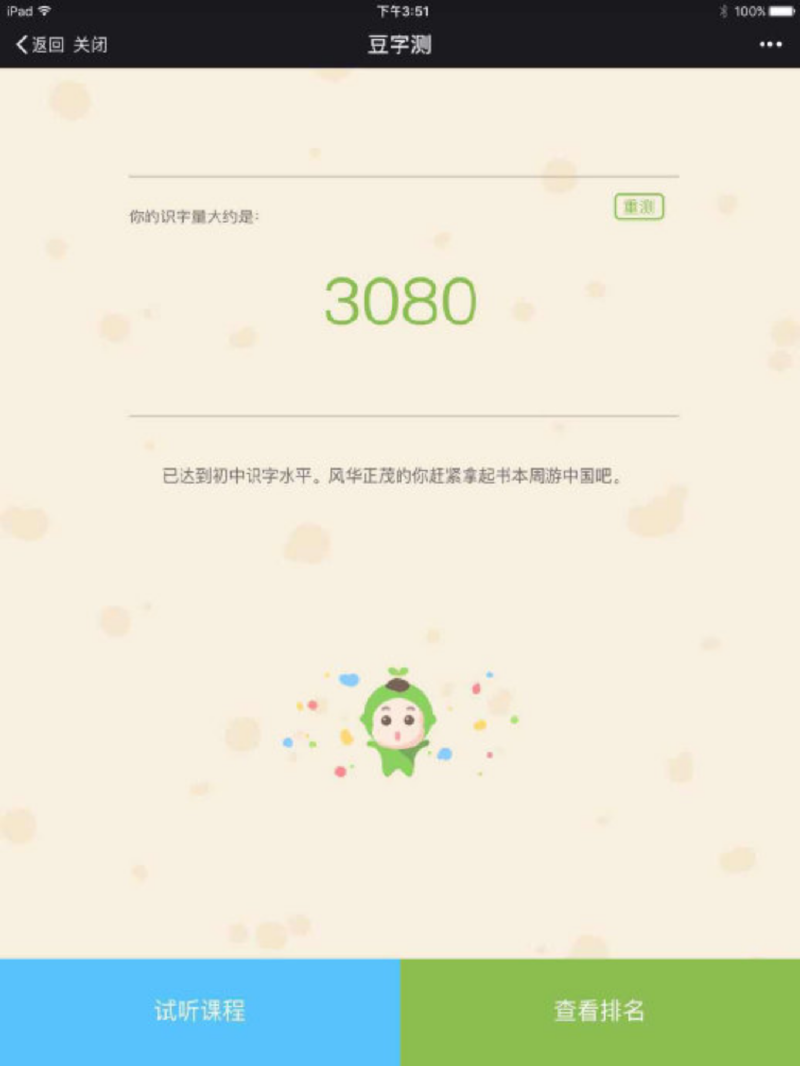 iPad 下午3:51 100%
返回 关闭 豆字测
你的识字量大约是: 重测
3080
已达到初中识字水平。风华正茂的你赶紧拿起书本周游中国吧。
试听课程 查看排名